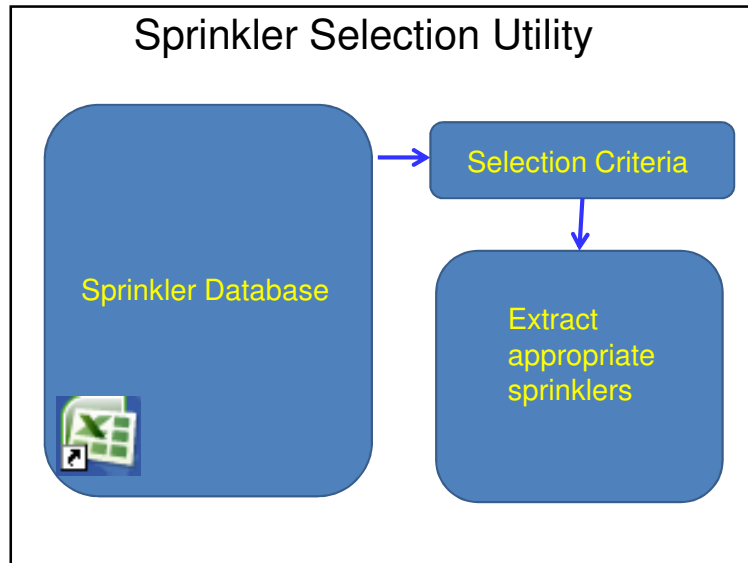 Sprinkler Selection Utility
Selection Criteria
Sprinkler Database
Extract
appropriate
sprinklers